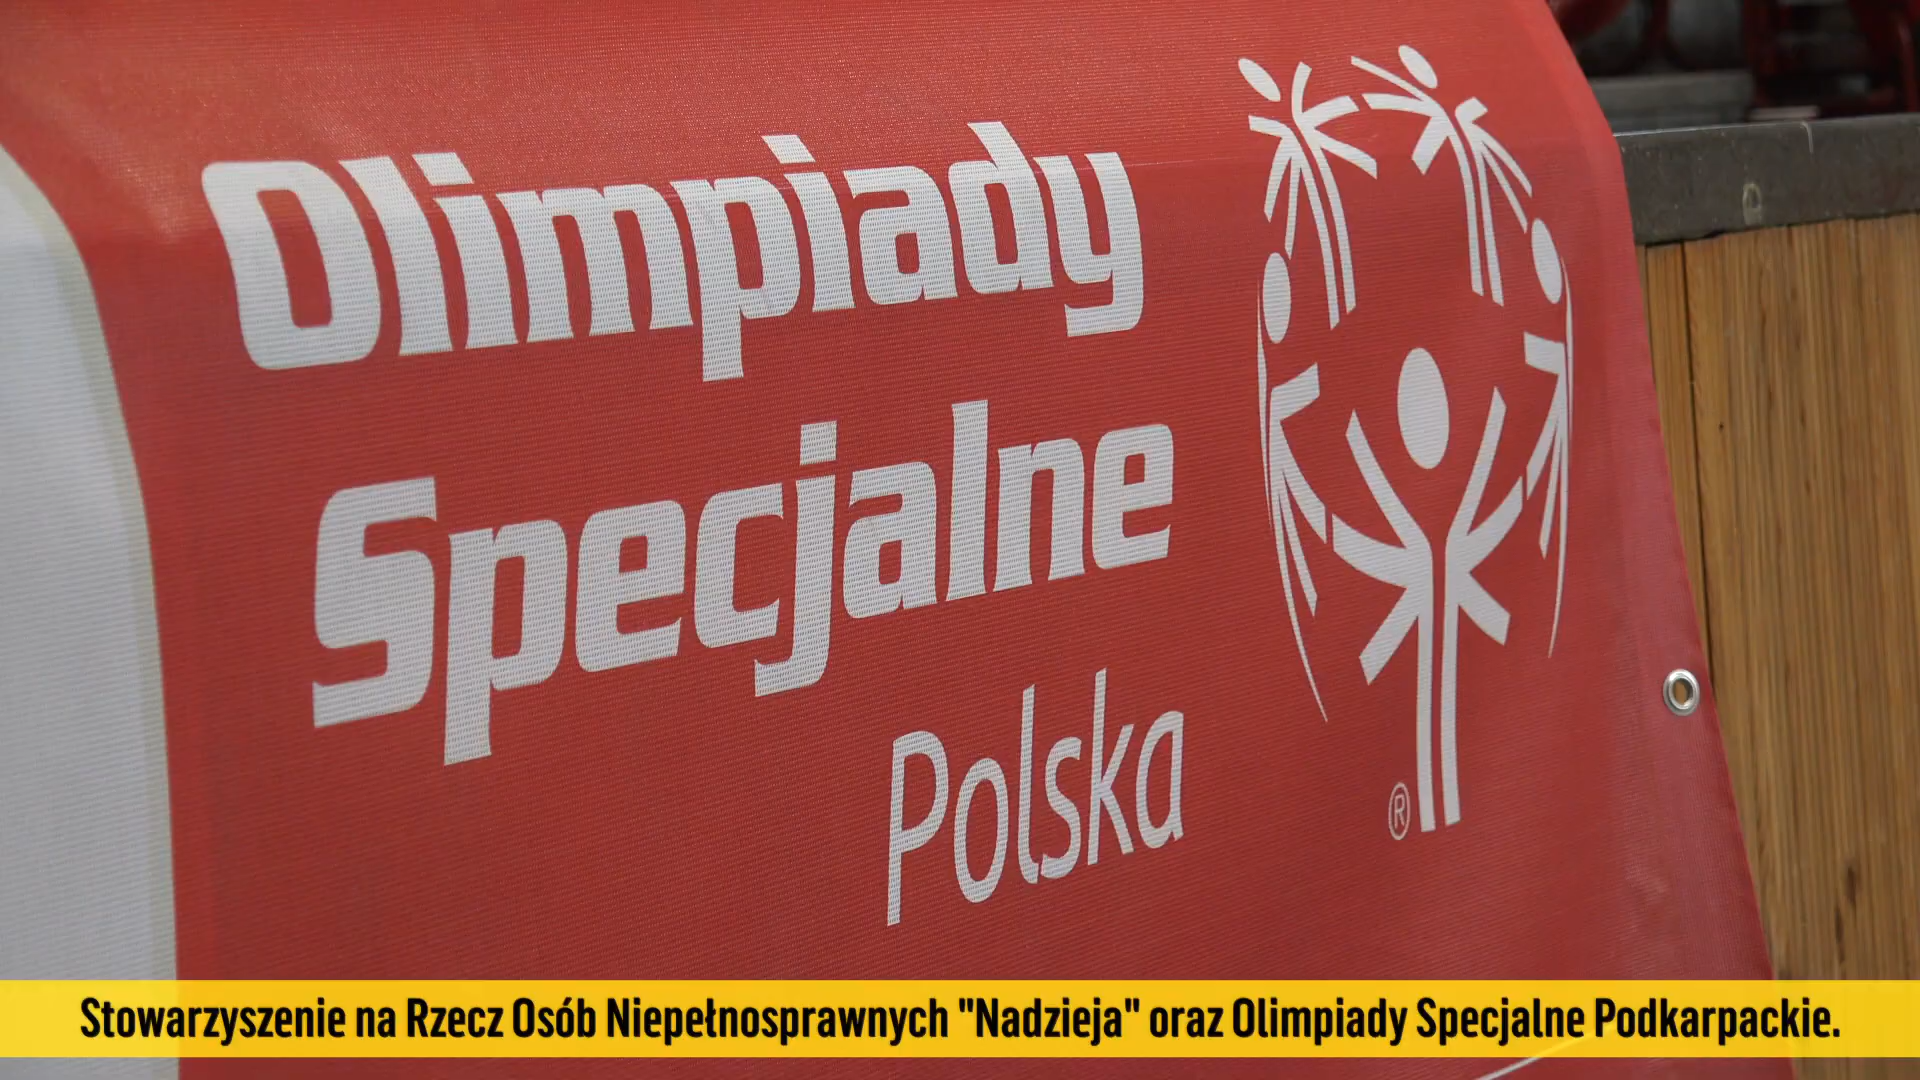 Olimpiady
Specjalne
Polska
®
Stowarzyszenie na Rzecz Osób Niepełnosprawnych "Nadzieja" oraz Olimpiady Specjalne Podkarpackie.